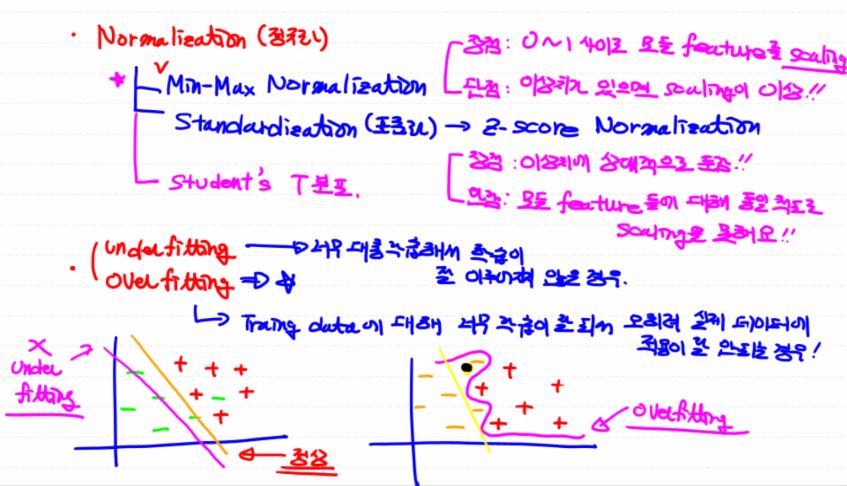 · Normalization (정규화)
Min-Max Normalization
장점: 0~1 사이로 모든 feature를 scaling
단점: 이상치가 있으면 scaling이 이상!!
Standardization (표준화) → Z-score Normalization
장점: 이상치에 상대적으로 둔감!!
단점: 모든 feature들에 대해 동일 척도로
scaling을 못해요!!
Student's T분포.
· underfitting → 너무 대충 학습해서 학습이
잘 이루어지지 않은 경우.
overfitting ⇒
Traing data에 대해 너무 학습이 잘되서 오히려 실제 데이터에
적용이 잘 안되는 경우!
X
under
fitting
정상
overfitting